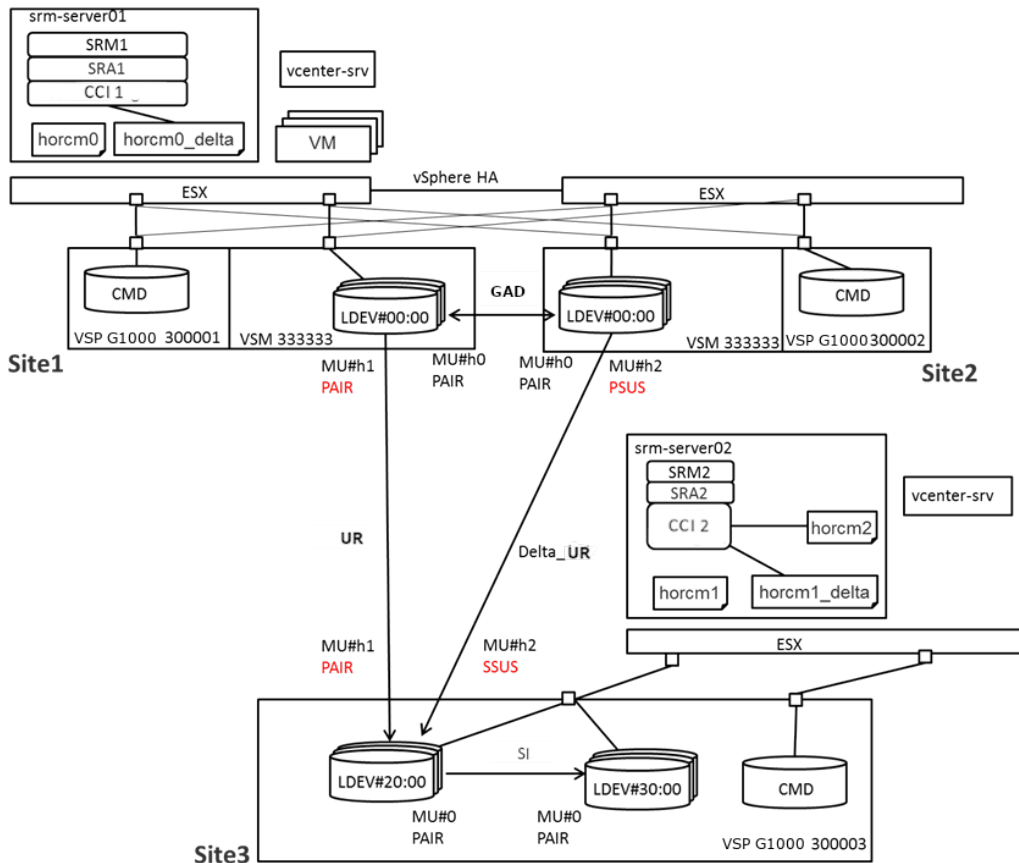 srm-server01
SRM1
SRA1
CCI 1
horcm0
horcm0_delta
vcenter-srv
VM
ESX
vSphere HA
ESX
CMD
VSP G1000 300001
LDEV#00:00
VSM 333333
GAD
LDEV#00:00
VSM 333333
CMD
VSP G1000 300002
Site1
Site2
MU#h1
PAIR
MU#h0
PAIR
MU#h0
PAIR
MU#h2
PSUS
srm-server02
SRM2
SRA2
CCI 2
horcm2
horcm1
horcm1_delta
vcenter-srv
UR
Delta_UR
ESX
MU#h1
PAIR
MU#h2
SSUS
LDEV#20:00
SI
LDEV#30:00
CMD
MU#0
PAIR
MU#0
PAIR
VSP G1000 300003
Site3